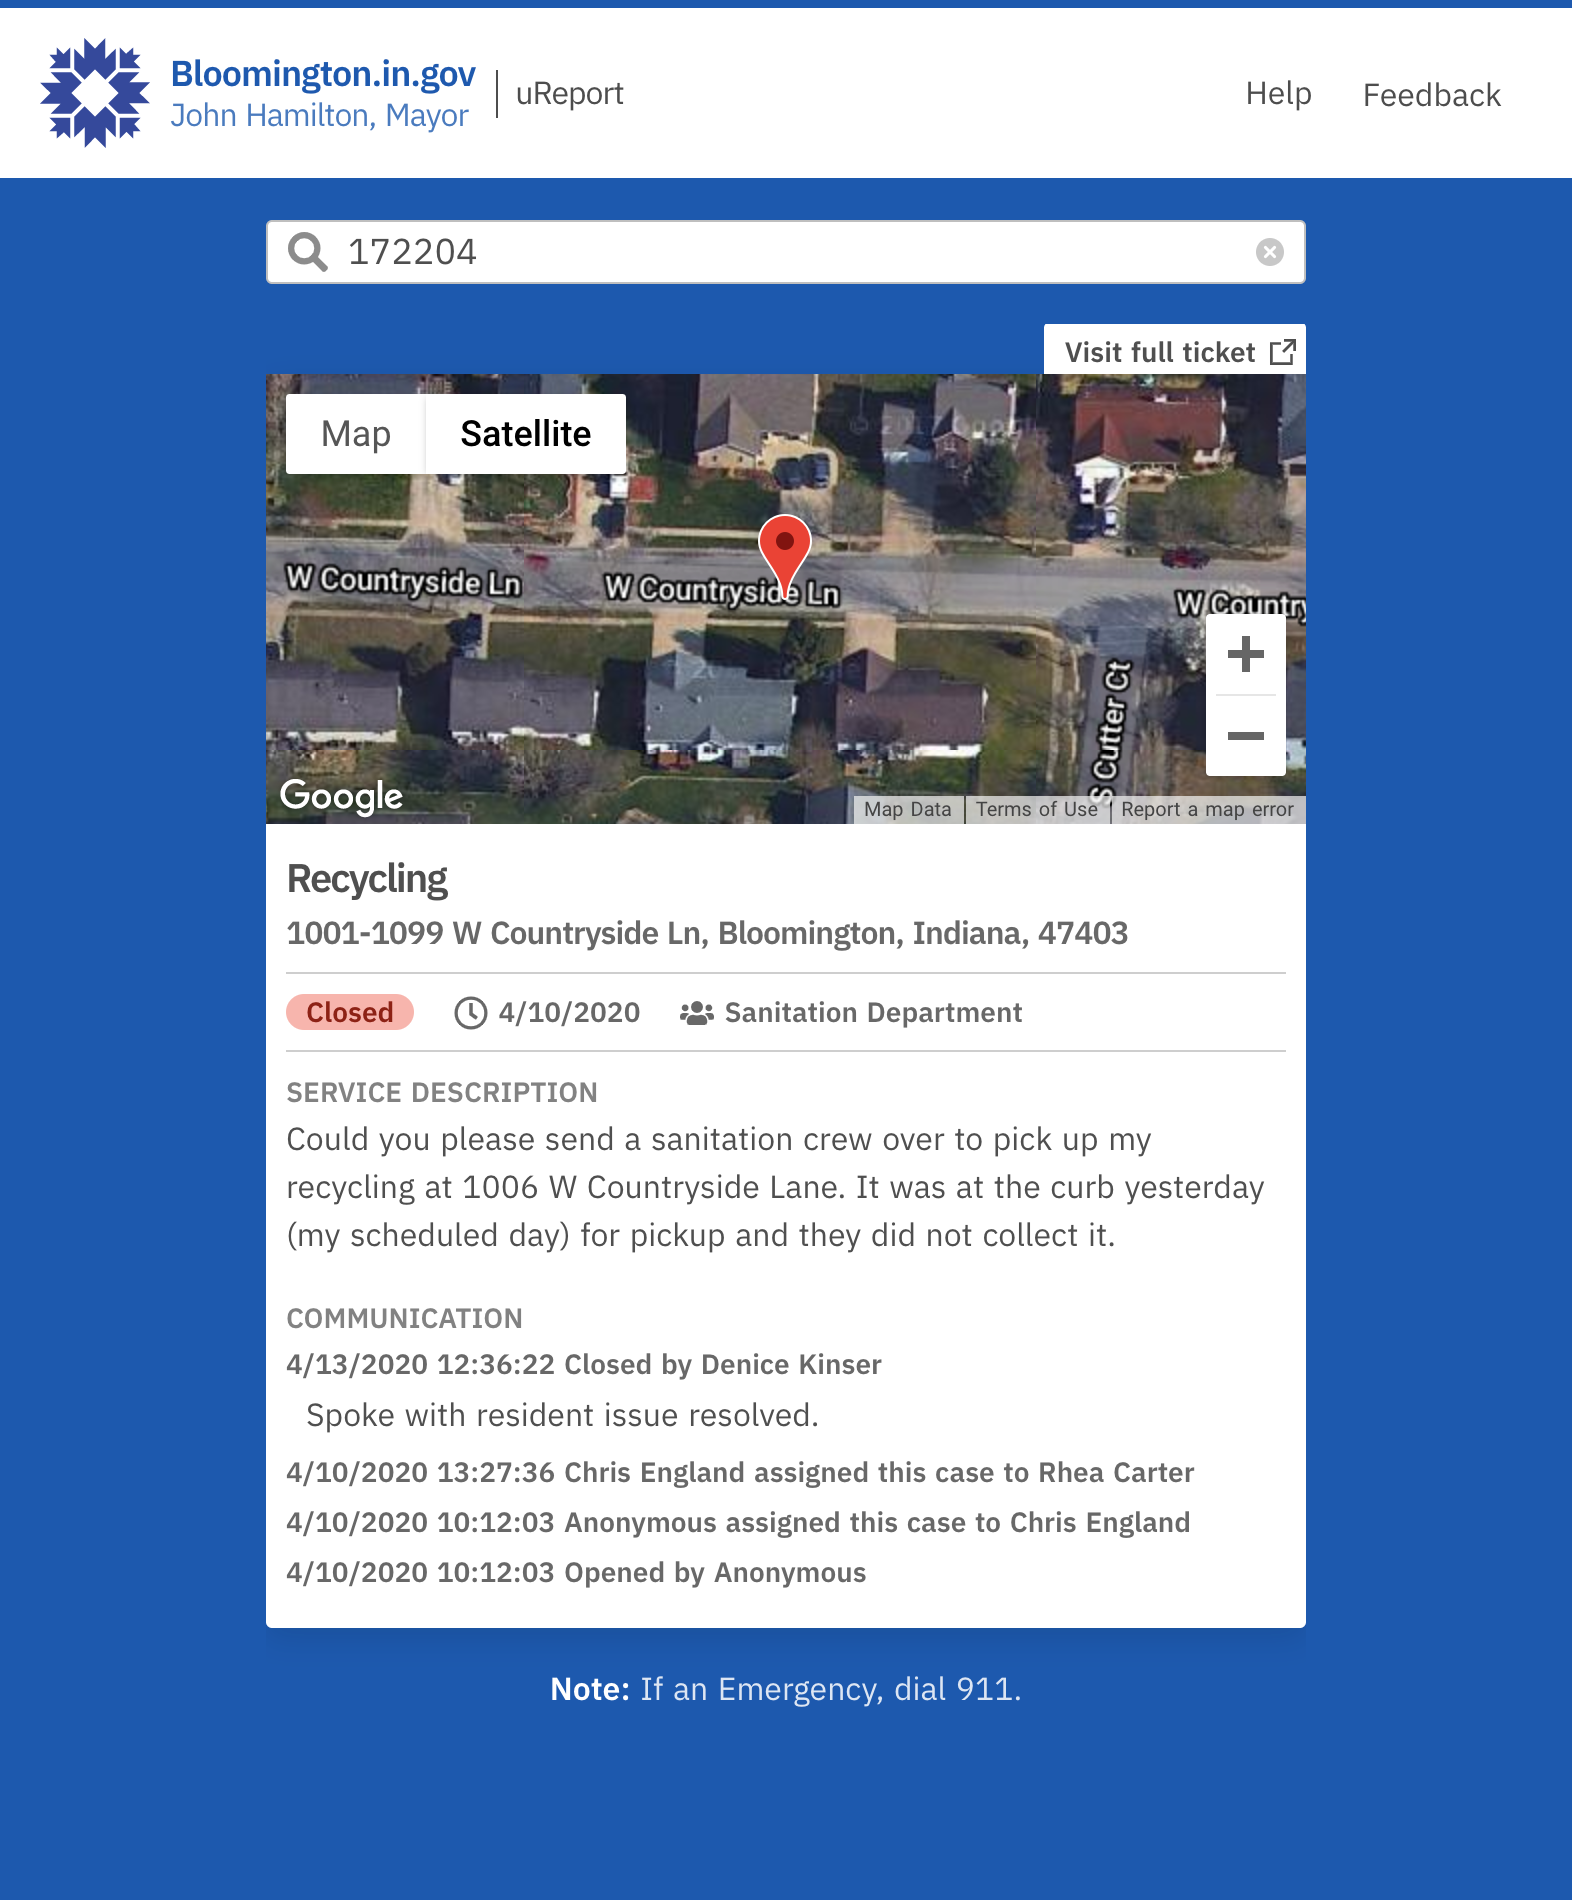 Bloomington.in.gov
John Hamilton, Mayor
uReport
Help
Feedback
172204
Visit full ticket
Map
Satellite
W Countryside Ln
W Countryside Ln
W Country
S Cutter Ct
Google
Map Data
Terms of Use
Report a map error
Recycling
1001-1099 W Countryside Ln, Bloomington, Indiana, 47403
Closed
4/10/2020
Sanitation Department
SERVICE DESCRIPTION
Could you please send a sanitation crew over to pick up my
recycling at 1006 W Countryside Lane. It was at the curb yesterday
(my scheduled day) for pickup and they did not collect it.
COMMUNICATION
4/13/2020 12:36:22 Closed by Denice Kinser
Spoke with resident issue resolved.
4/10/2020 13:27:36 Chris England assigned this case to Rhea Carter
4/10/2020 10:12:03 Anonymous assigned this case to Chris England
4/10/2020 10:12:03 Opened by Anonymous
Note: If an Emergency, dial 911.